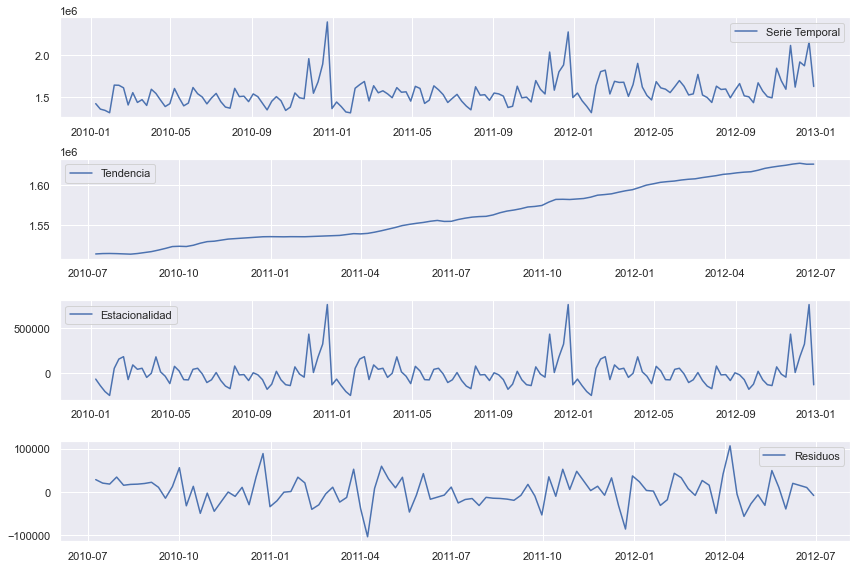 1e6
Serie Temporal
2.0
1.5
2010-01 2010-05 2010-09 2011-01 2011-05 2011-09 2012-01 2012-05 2012-09 2013-01
1e6
Tendencia
1.60
1.55
2010-07 2010-10 2011-01 2011-04 2011-07 2011-10 2012-01 2012-04 2012-07
Estacionalidad
500000
0
2010-01 2010-05 2010-09 2011-01 2011-05 2011-09 2012-01 2012-05 2012-09 2013-01
100000
Residuos
0
−100000
2010-07 2010-10 2011-01 2011-04 2011-07 2011-10 2012-01 2012-04 2012-07